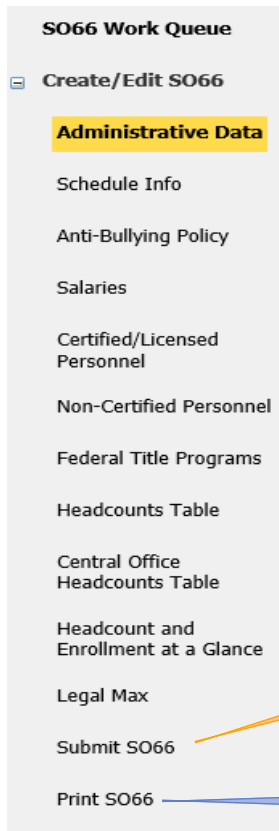 SO66 Work Queue
Create/Edit SO66
Administrative Data
Schedule Info
Anti-Bullying Policy
Salaries
Certified/Licensed
Personnel
Non-Certified Personnel
Federal Title Programs
Headcounts Table
Central Office
Headcounts Table
Headcount and
Enrollment at a Glance
Legal Max
Submit SO66
Print SO66